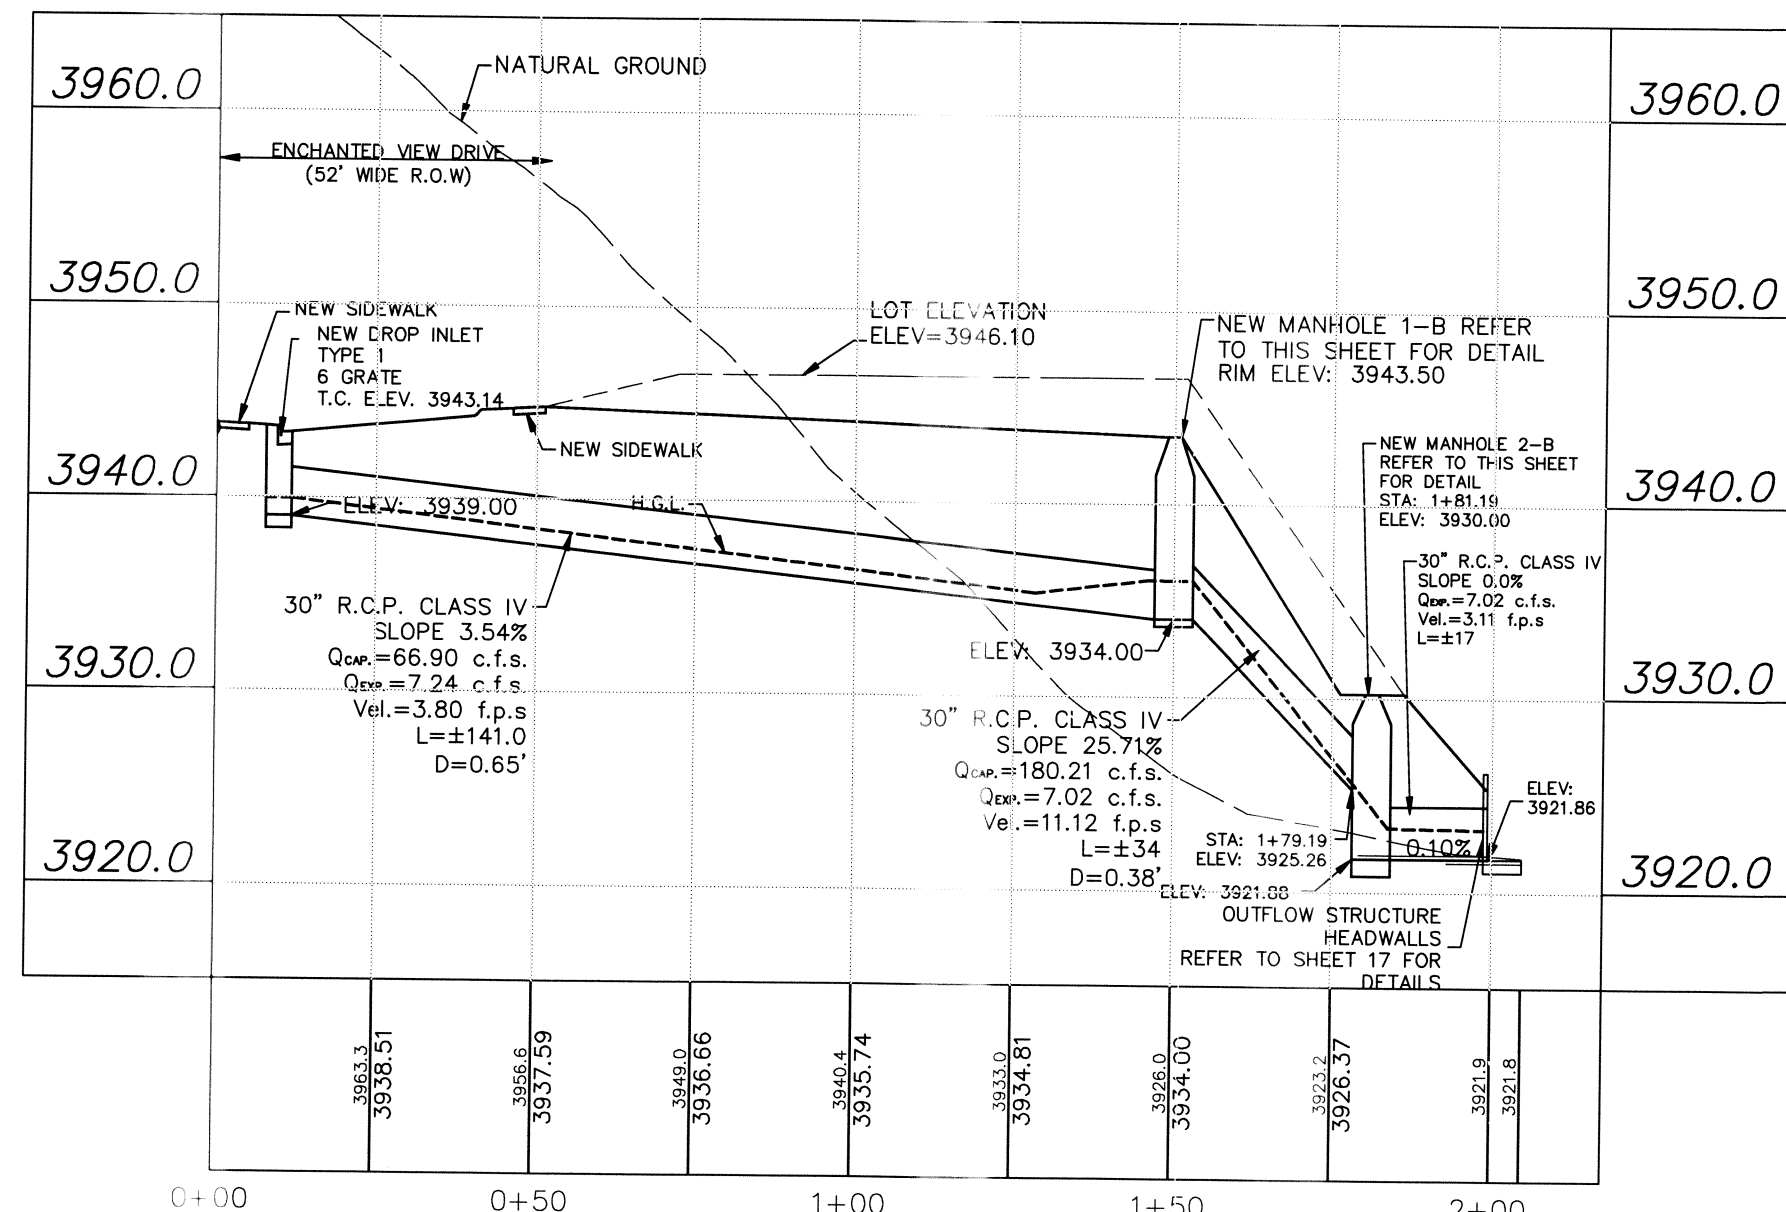 3960.0
3960.0
NATURAL GROUND
ENCHANTED VIEW DRIVE
(52' WIDE R.O.W)
3950.0
3950.0
NEW SIDEWALK
NEW DROP INLET
TYPE 1
6 GRATE
T.C. ELEV. 3943.14
LOT ELEVATION
ELEV=3946.10
NEW MANHOLE 1-B REFER
TO THIS SHEET FOR DETAIL
RIM ELEV: 3943.50
NEW SIDEWALK
NEW MANHOLE 2-B
REFER TO THIS SHEET
FOR DETAIL
STA: 1+81.19
ELEV: 3930.00
3940.0
3940.0
ELEV: 3939.00
H.G.L.
30" R.C.P. CLASS IV
SLOPE 0.0%
QEXP.=7.02 c.f.s.
Vel.=3.11 f.p.s
L=±17
30" R.C.P. CLASS IV
SLOPE 3.54%
QCAP.=66.90 c.f.s.
QEXP.=7.24 c.f.s.
Vel.=3.80 f.p.s
L=±141.0
D=0.65'
ELEV: 3934.00
3930.0
3930.0
30" R.C.P. CLASS IV
SLOPE 25.71%
QCAP.=180.21 c.f.s.
QEXP.=7.02 c.f.s.
Vel.=11.12 f.p.s
L=±34
D=0.38'
ELEV:
3921.86
STA: 1+79.19
ELEV: 3925.26
0.10%
ELEV: 3921.88
3920.0
3920.0
OUTFLOW STRUCTURE
HEADWALLS
REFER TO SHEET 17 FOR
DETAILS
3963.3
3938.51
3956.6
3937.59
3949.0
3936.66
3940.4
3935.74
3933.0
3934.81
3926.0
3934.00
3923.2
3926.37
3921.9
3921.8
0+00
0+50
1+00
1+50
2+00